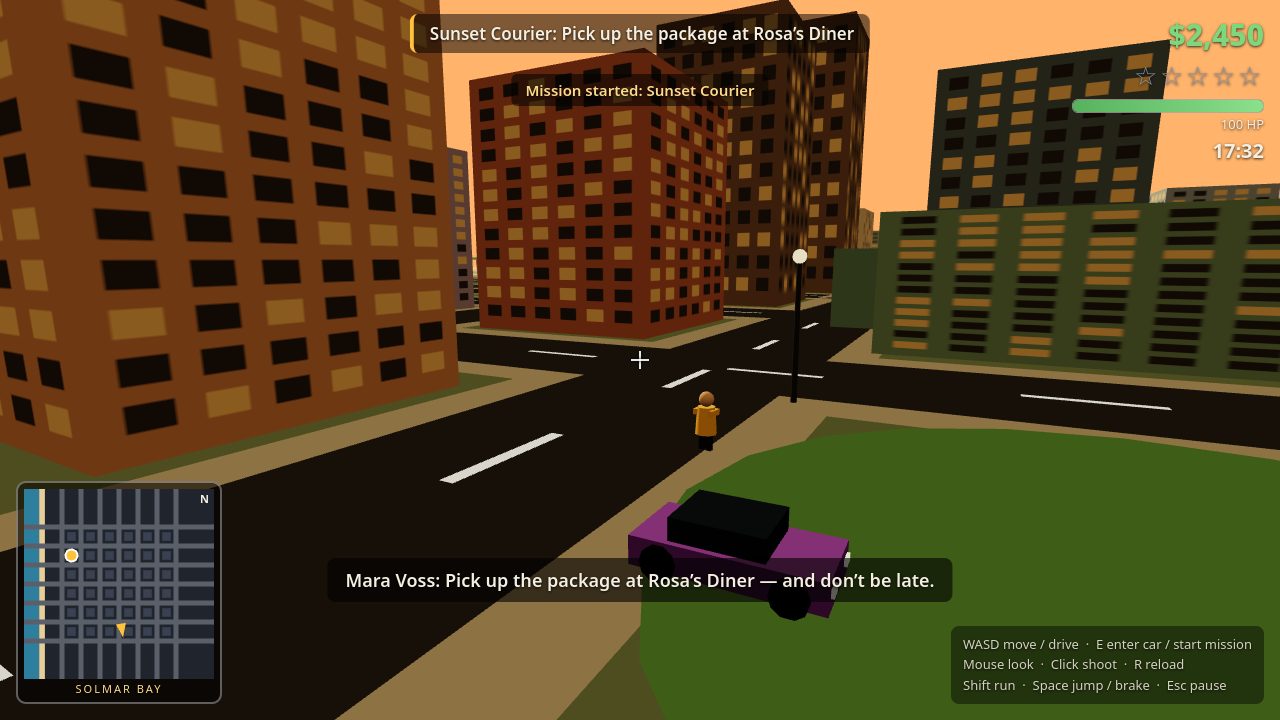 Sunset Courier: Pick up the package at Rosa’s Diner
Mission started: Sunset Courier
$2,450
100 HP
17:32
N
SOLMAR BAY
Mara Voss: Pick up the package at Rosa’s Diner — and don’t be late.
WASD move / drive · E enter car / start mission
Mouse look · Click shoot · R reload
Shift run · Space jump / brake · Esc pause